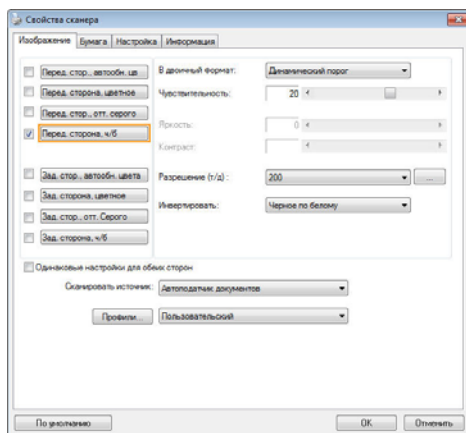 Свойства сканера
Изображение Бумага Настройка Информация
Перед. стор., автообн. цв
Перед. сторона, цветное
Перед. стор., отт. серого
Перед. сторона, ч/б
Зад. стор., автообн. цвета
Зад. сторона, цветное
Зад. стор., отт. Серого
Зад. сторона, ч/б
В двоичный формат: Динамический порог
Чувствительность: 20
Яркость: 0
Контраст:
Разрешение (т/д) : 200 ...
Инвертировать: Черное по белому
Одинаковые настройки для обеих сторон
Сканировать источник: Автоподатчик документов
Профили... Пользовательский
По умолчанию OK Отменить